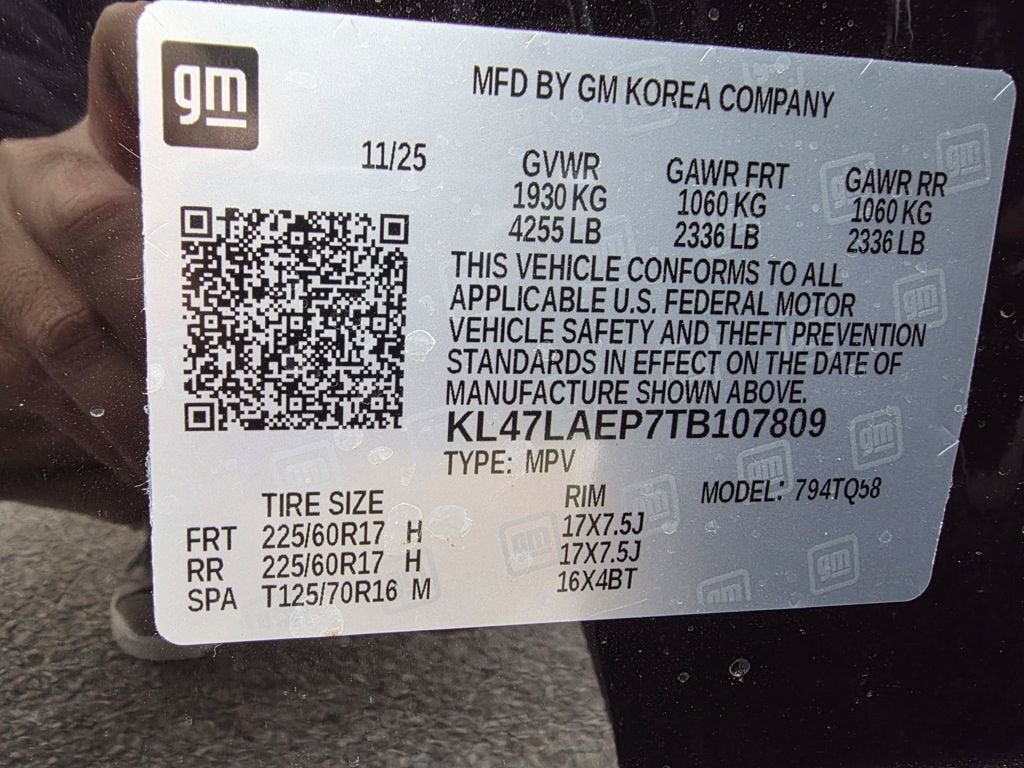 gm
MFD BY GM KOREA COMPANY
11/25
GVWR GAWR FRT GAWR RR
1930 KG 1060 KG 1060 KG
4255 LB 2336 LB 2336 LB
THIS VEHICLE CONFORMS TO ALL
APPLICABLE U.S. FEDERAL MOTOR
VEHICLE SAFETY AND THEFT PREVENTION
STANDARDS IN EFFECT ON THE DATE OF
MANUFACTURE SHOWN ABOVE.
KL47LAEP7TB107809
TYPE: MPV
MODEL: 794TQ58
TIRE SIZE RIM
FRT 225/60R17 H 17X7.5J
RR 225/60R17 H 17X7.5J
SPA T125/70R16 M 16X4BT